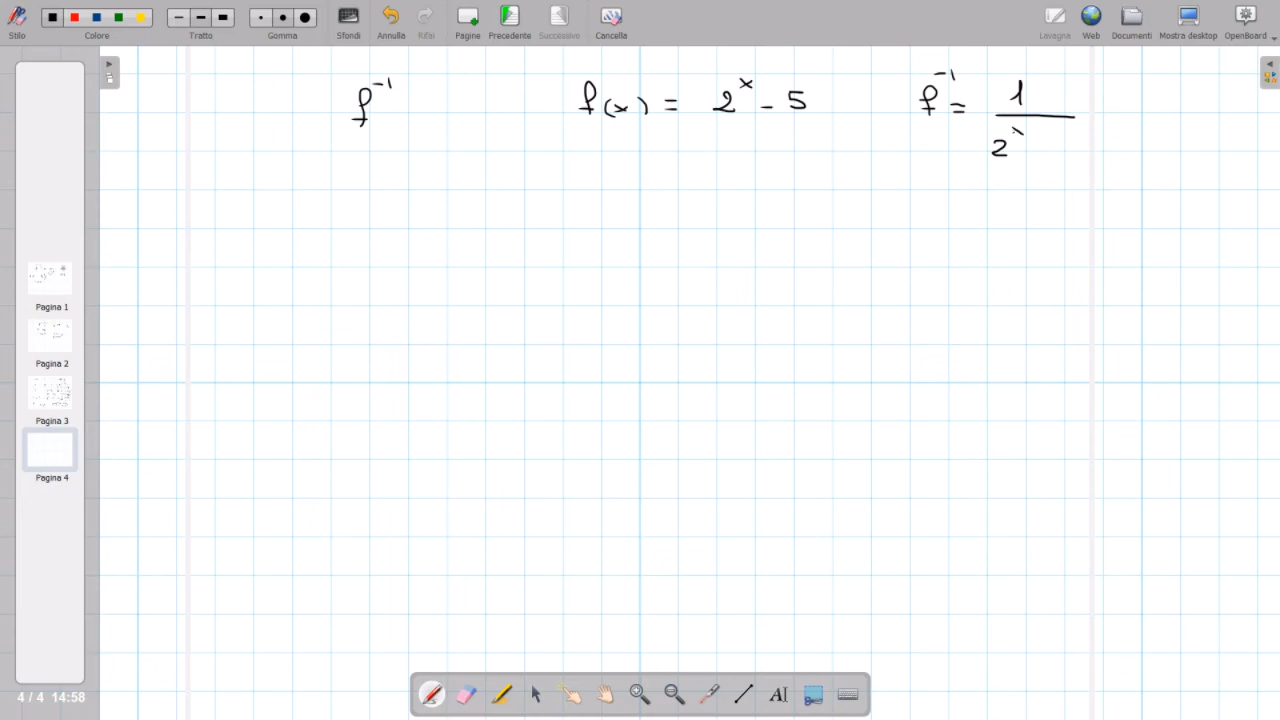 Stilo Colore Tratto Gomma Sfondi Annulla Rifai Pagine Precedente Successivo Cancella Lavagna Web Documenti Mostra desktop OpenBoard
f⁻¹ f(x) = 2ˣ - 5 f⁻¹ = 1
2ˣ
Pagina 1
Pagina 2
Pagina 3
Pagina 4
4 / 4 14:58
AI